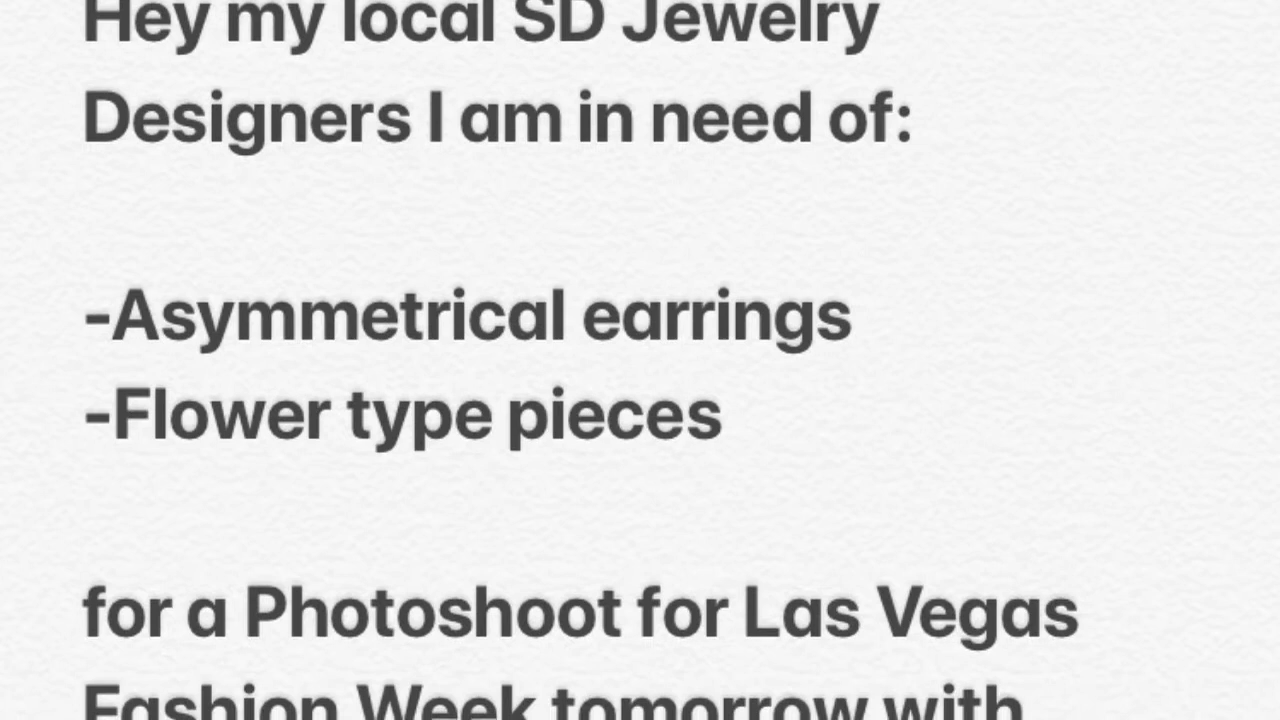 Hey my local SD Jewelry
Designers I am in need of:
-Asymmetrical earrings
-Flower type pieces
for a Photoshoot for Las Vegas
Fashion Week tomorrow with